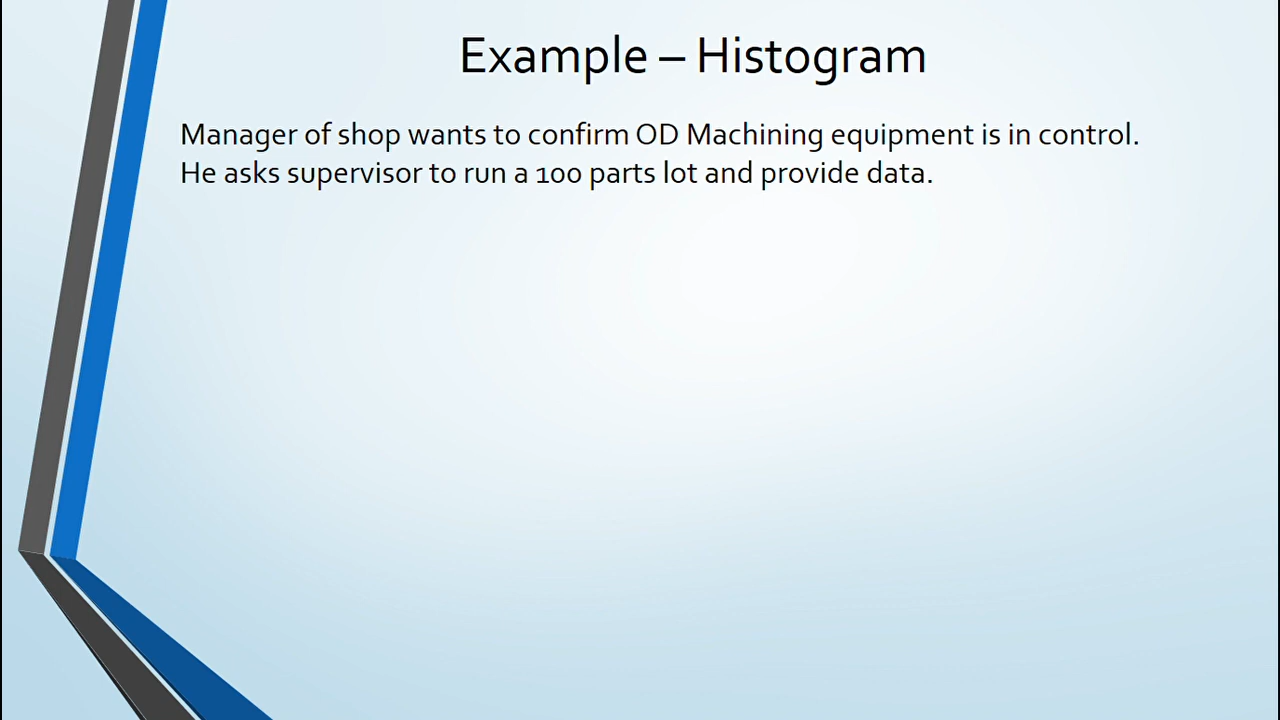 Example – Histogram
Manager of shop wants to confirm OD Machining equipment is in control.
He asks supervisor to run a 100 parts lot and provide data.